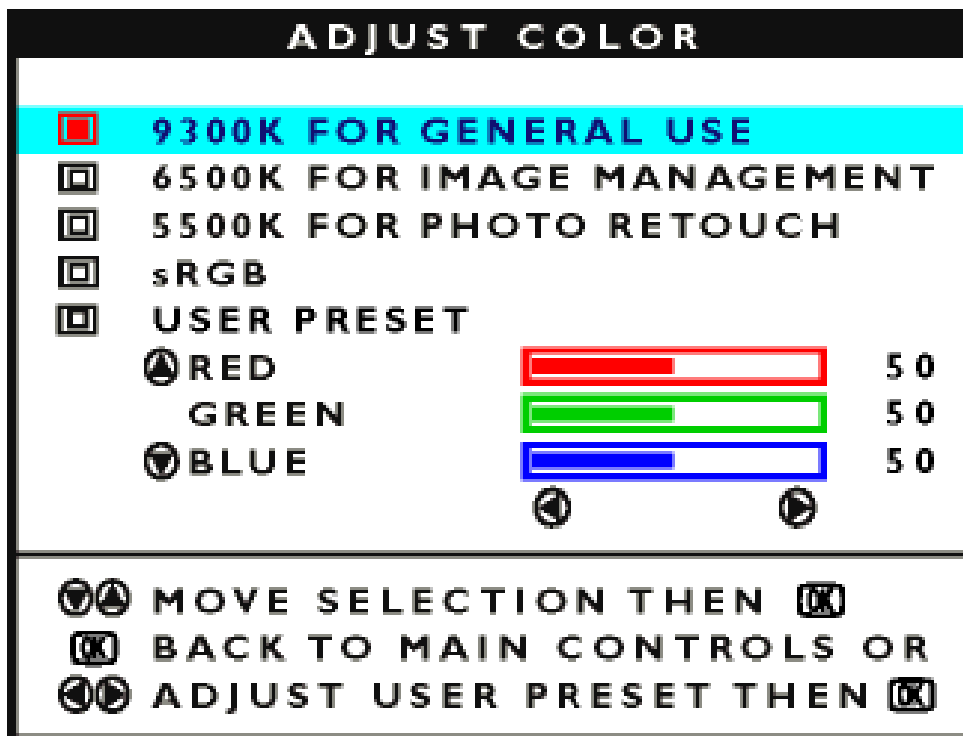 ADJUST COLOR
9300K FOR GENERAL USE
6500K FOR IMAGE MANAGEMENT
5500K FOR PHOTO RETOUCH
sRGB
USER PRESET
RED 50
GREEN 50
BLUE 50
MOVE SELECTION THEN OK
OK BACK TO MAIN CONTROLS OR
ADJUST USER PRESET THEN OK